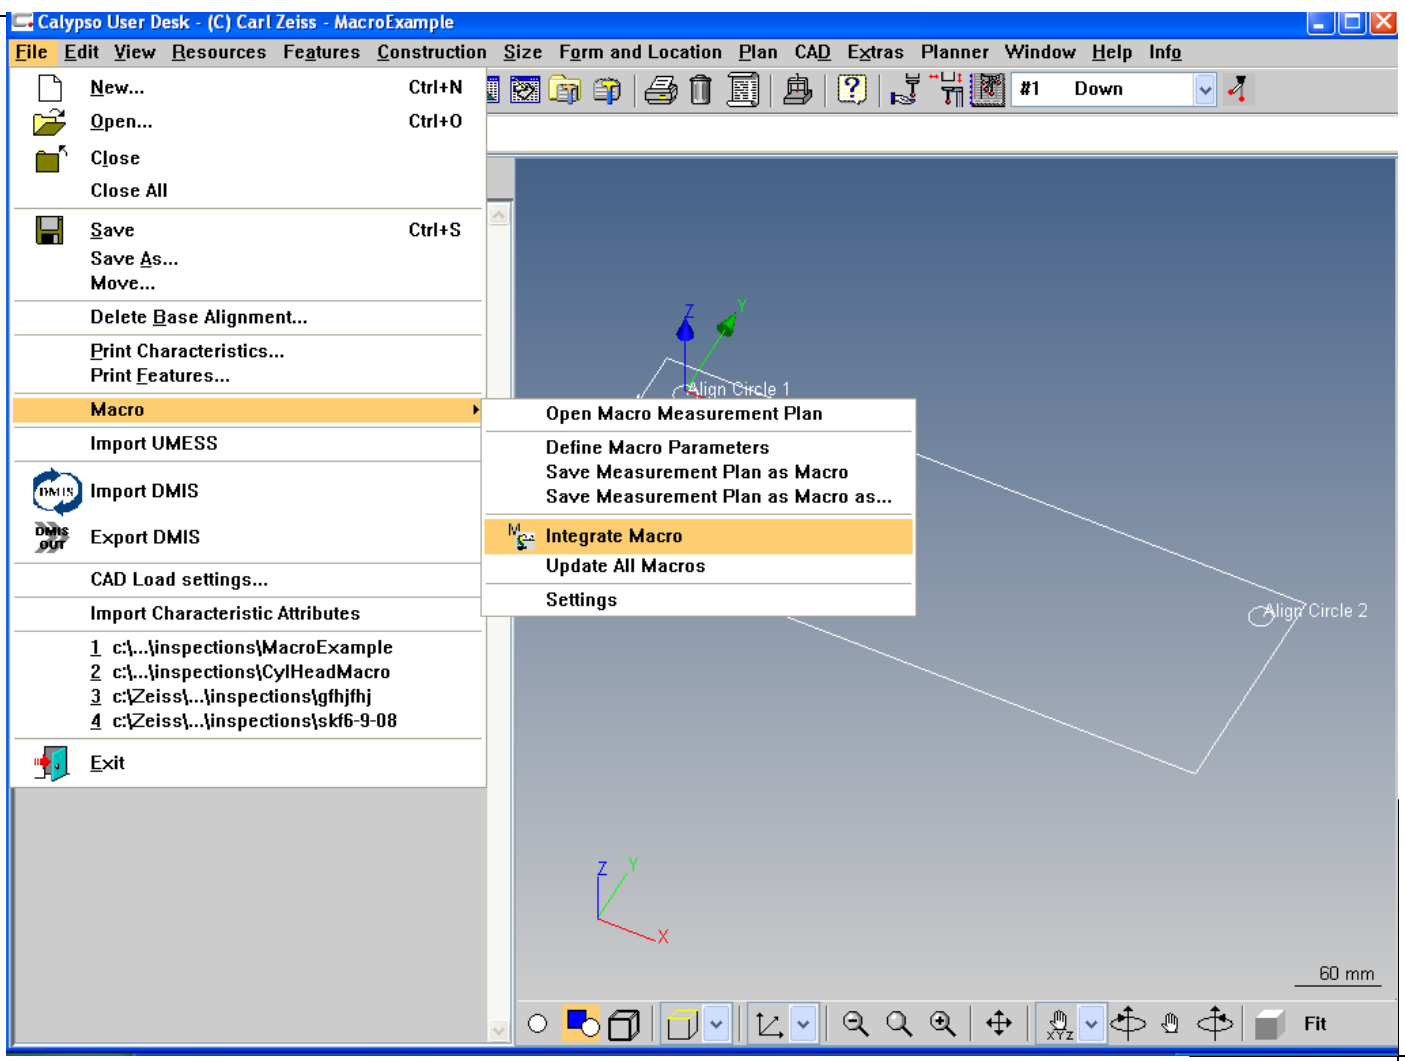 Calypso User Desk - (C) Carl Zeiss - MacroExample
File Edit View Resources Features Construction Size Form and Location Plan CAD Extras Planner Window Help Info
New... Ctrl+N
#1 Down
Open... Ctrl+O
Close
Close All
Save Ctrl+S
Save As...
Move...
Delete Base Alignment...
Print Characteristics...
Print Features...
Macro
Import UMESS
DMIS Import DMIS
DMIS OUT Export DMIS
CAD Load settings...
Import Characteristic Attributes
1 c:\...\inspections\MacroExample
2 c:\...\inspections\CylHeadMacro
3 c:\Zeiss\...\inspections\gfhjfhj
4 c:\Zeiss\...\inspections\skf6-9-08
Exit
Open Macro Measurement Plan
Define Macro Parameters
Save Measurement Plan as Macro
Save Measurement Plan as Macro as...
M Integrate Macro
Update All Macros
Settings
Z Y
Align Circle 1
Align Circle 2
Z Y
X
60 mm
XYZ
Fit